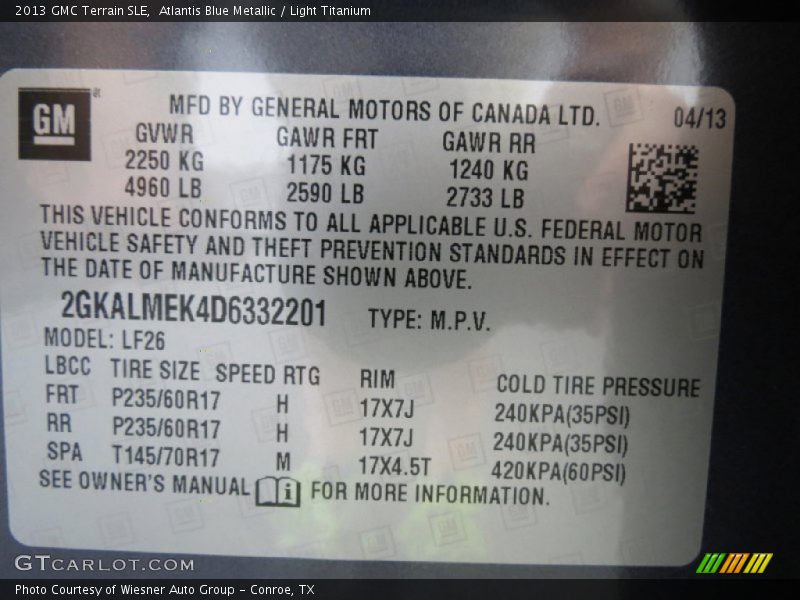 2013 GMC Terrain SLE,  Atlantis Blue Metallic / Light Titanium
GM
MFD BY GENERAL MOTORS OF CANADA LTD. 04/13
GVWR GAWR FRT GAWR RR
2250 KG 1175 KG 1240 KG
4960 LB 2590 LB 2733 LB
THIS VEHICLE CONFORMS TO ALL APPLICABLE U.S. FEDERAL MOTOR
VEHICLE SAFETY AND THEFT PREVENTION STANDARDS IN EFFECT ON
THE DATE OF MANUFACTURE SHOWN ABOVE.
2GKALMEK4D6332201 TYPE: M.P.V.
MODEL: LF26
LBCC TIRE SIZE SPEED RTG RIM COLD TIRE PRESSURE
FRT P235/60R17 H 17X7J 240KPA(35PSI)
RR P235/60R17 H 17X7J 240KPA(35PSI)
SPA T145/70R17 M 17X4.5T 420KPA(60PSI)
SEE OWNER'S MANUAL i FOR MORE INFORMATION.
GTCARLOT.COM
Photo Courtesy of Wiesner Auto Group - Conroe, TX